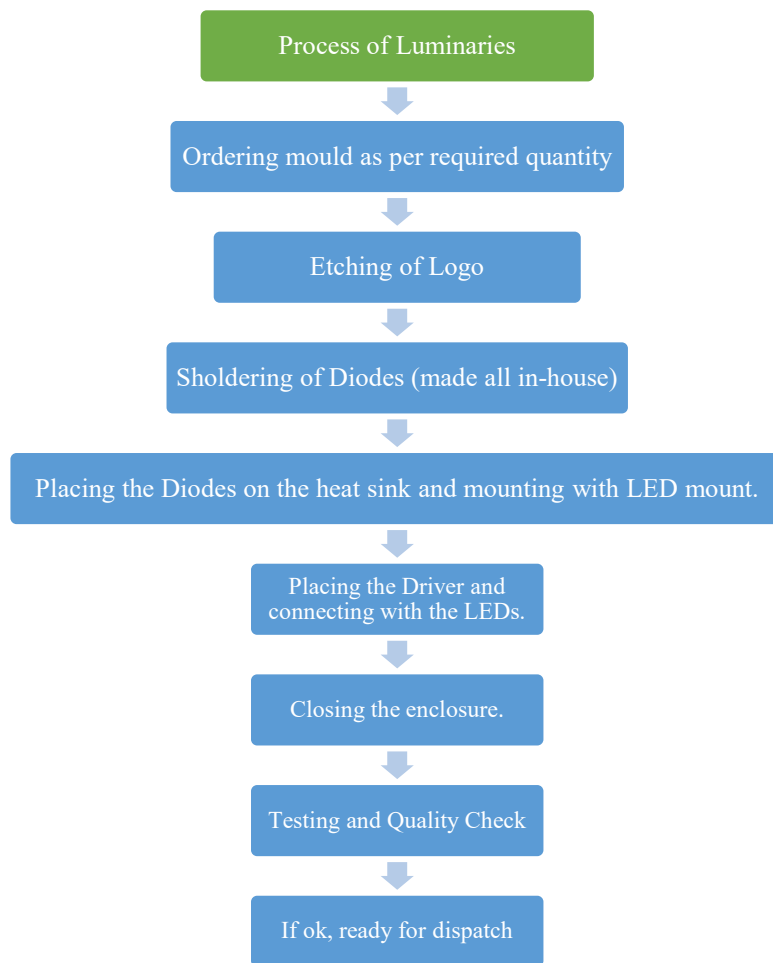 Process of Luminaries
Ordering mould as per required quantity
Etching of Logo
Sholdering of Diodes (made all in-house)
Placing the Diodes on the heat sink and mounting with LED mount.
Placing the Driver and
connecting with the LEDs.
Closing the enclosure.
Testing and Quality Check
If ok, ready for dispatch